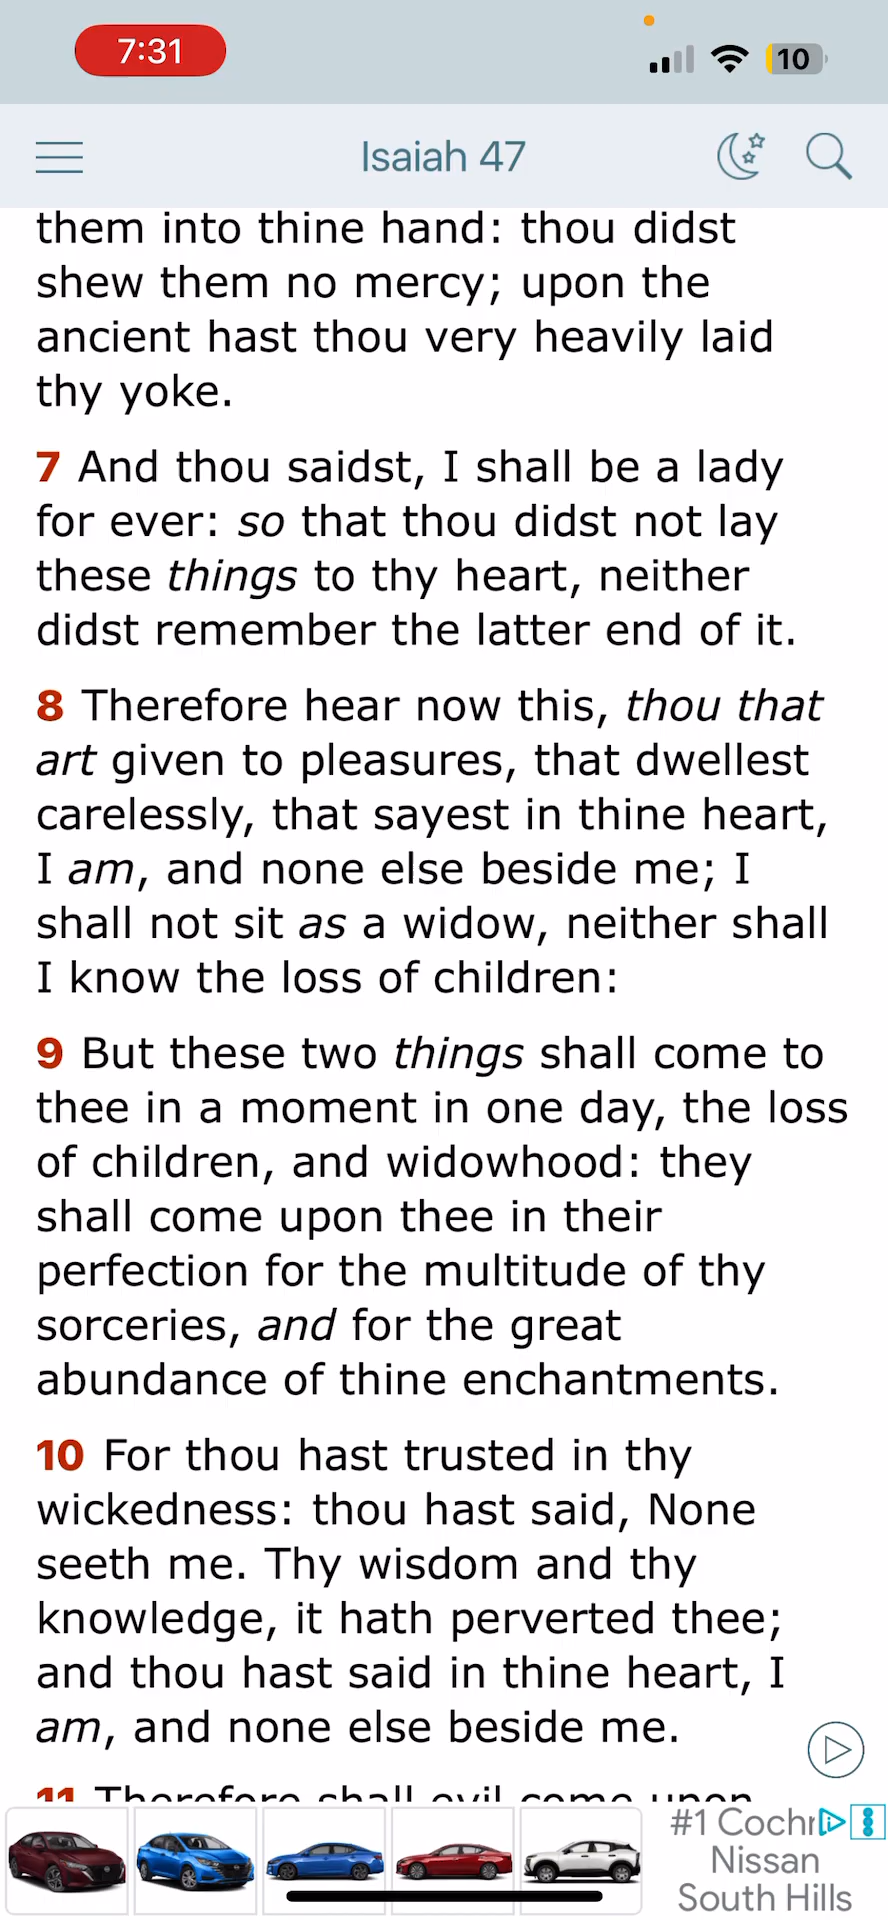 7:31
10
Isaiah 47
them into thine hand: thou didst
shew them no mercy; upon the
ancient hast thou very heavily laid
thy yoke.
7 And thou saidst, I shall be a lady
for ever: so that thou didst not lay
these things to thy heart, neither
didst remember the latter end of it.
8 Therefore hear now this, thou that
art given to pleasures, that dwellest
carelessly, that sayest in thine heart,
I am, and none else beside me; I
shall not sit as a widow, neither shall
I know the loss of children:
9 But these two things shall come to
thee in a moment in one day, the loss
of children, and widowhood: they
shall come upon thee in their
perfection for the multitude of thy
sorceries, and for the great
abundance of thine enchantments.
10 For thou hast trusted in thy
wickedness: thou hast said, None
seeth me. Thy wisdom and thy
knowledge, it hath perverted thee;
and thou hast said in thine heart, I
am, and none else beside me.
11 Therefore shall evil come upon
#1 Cochr
Nissan
South Hills